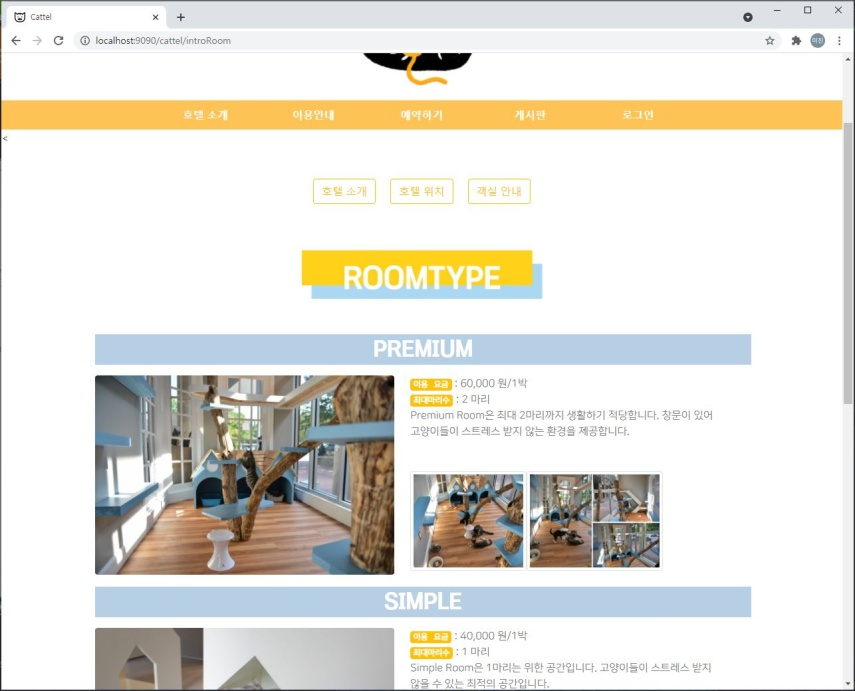 Cattel
localhost:9090/cattel/introRoom
호텔 소개 이용안내 예약하기 게시판 로그인
<
호텔 소개 호텔 위치 객실 안내
ROOMTYPE
PREMIUM
이용 요금 : 60,000 원/1박
최대마리수 : 2 마리
Premium Room은 최대 2마리까지 생활하기 적당합니다. 창문이 있어
고양이들이 스트레스 받지 않는 환경을 제공합니다.
SIMPLE
이용 요금 : 40,000 원/1박
최대마리수 : 1 마리
Simple Room은 1마리는 위한 공간입니다. 고양이들이 스트레스 받지
않을 수 있는 최적의 공간입니다.